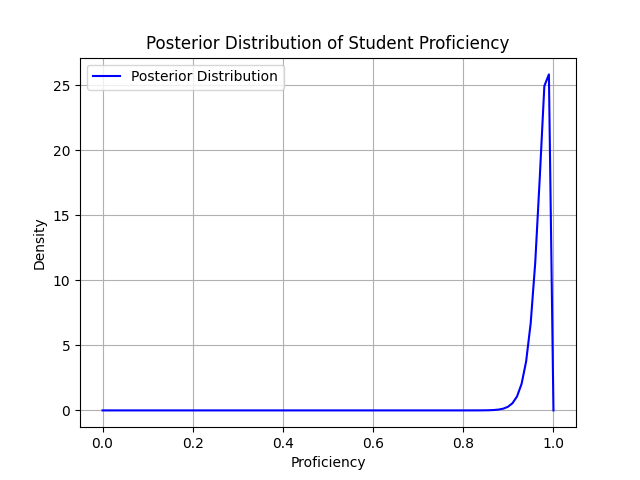 Posterior Distribution of Student Proficiency
Posterior Distribution
25
20
15
10
5
0
Density
0.0 0.2 0.4 0.6 0.8 1.0
Proficiency